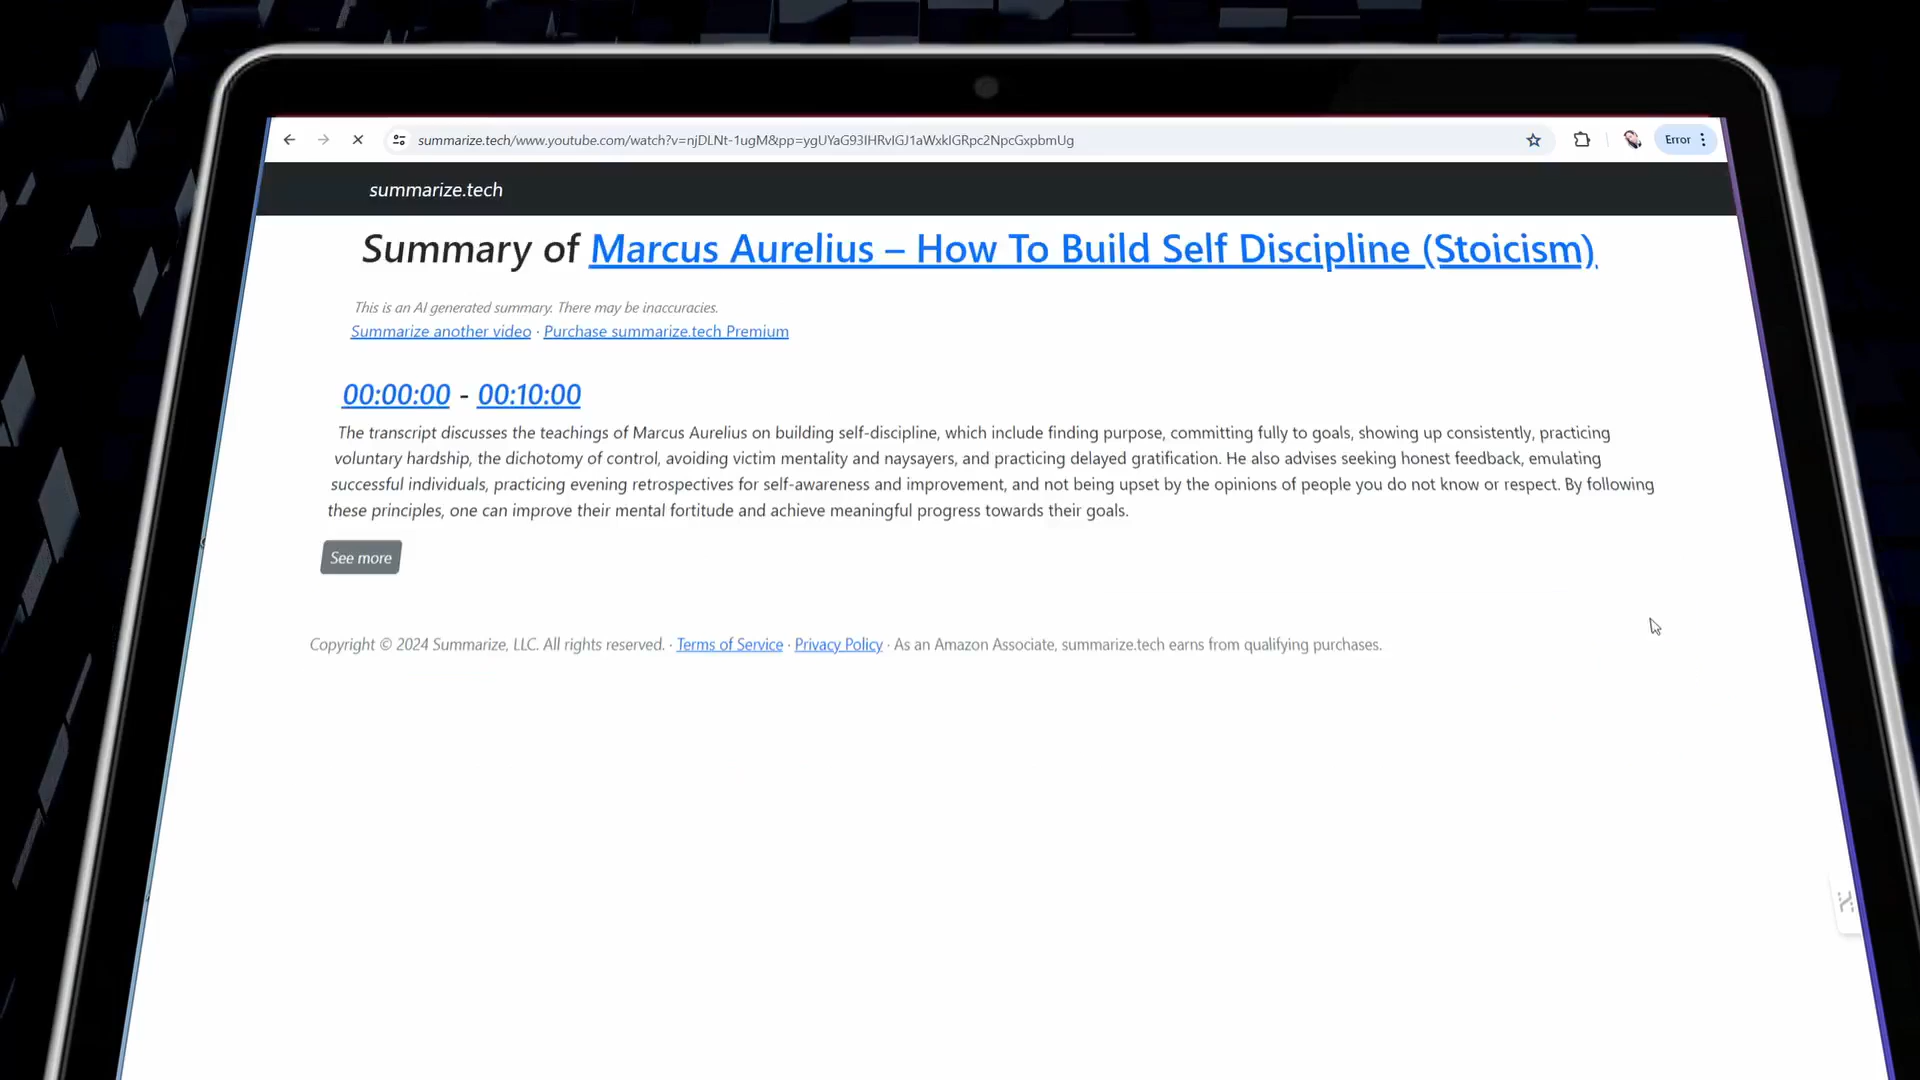 summarize.tech/www.youtube.com/watch?v=njDLNt-1ugM&pp=ygUYaG93IHRvIGJ1aWxkIGRpc2NpcGxpbmUg
Error
summarize.tech
Summary of Marcus Aurelius – How To Build Self Discipline (Stoicism)
This is an AI generated summary. There may be inaccuracies.
Summarize another video · Purchase summarize.tech Premium
00:00:00 - 00:10:00
The transcript discusses the teachings of Marcus Aurelius on building self-discipline, which include finding purpose, committing fully to goals, showing up consistently, practicing
voluntary hardship, the dichotomy of control, avoiding victim mentality and naysayers, and practicing delayed gratification. He also advises seeking honest feedback, emulating
successful individuals, practicing evening retrospectives for self-awareness and improvement, and not being upset by the opinions of people you do not know or respect. By following
these principles, one can improve their mental fortitude and achieve meaningful progress towards their goals.
See more
Copyright © 2024 Summarize, LLC. All rights reserved. · Terms of Service · Privacy Policy · As an Amazon Associate, summarize.tech earns from qualifying purchases.